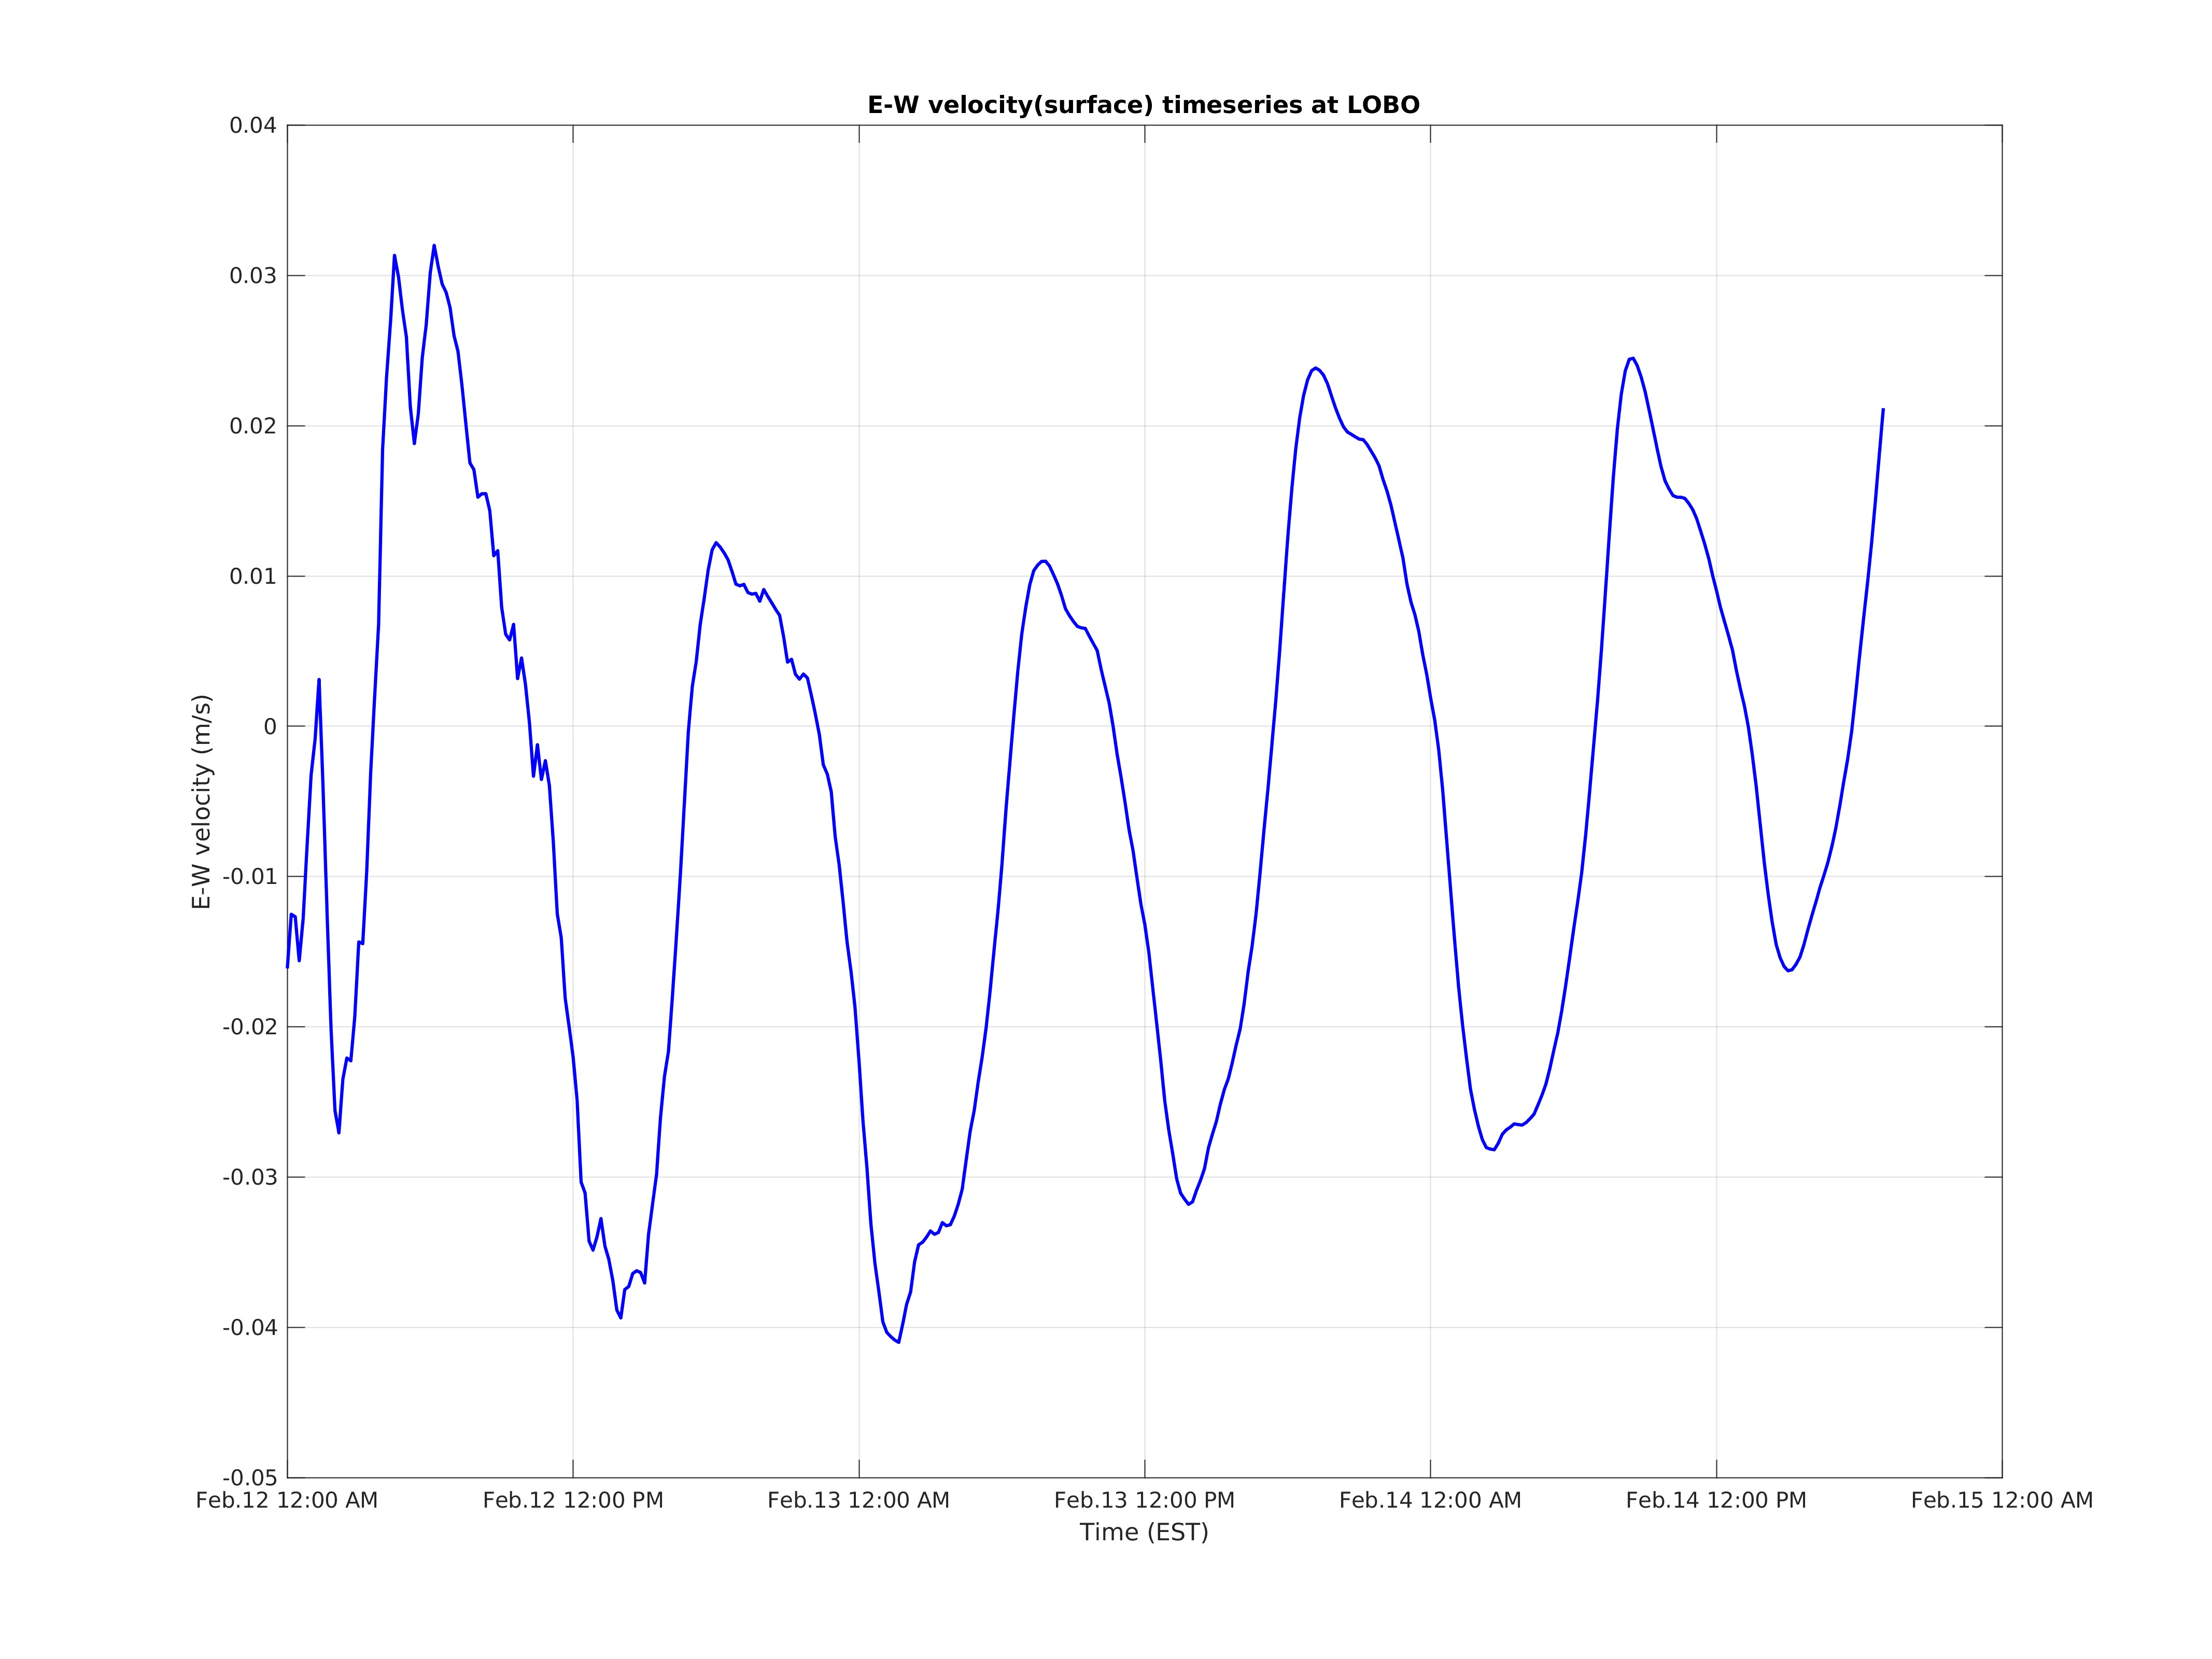 E-W velocity(surface) timeseries at LOBO
0.04
0.03
0.02
0.01
0
-0.01
-0.02
-0.03
-0.04
-0.05
E-W velocity (m/s)
Feb.12 12:00 AM Feb.12 12:00 PM Feb.13 12:00 AM Feb.13 12:00 PM Feb.14 12:00 AM Feb.14 12:00 PM Feb.15 12:00 AM
Time (EST)